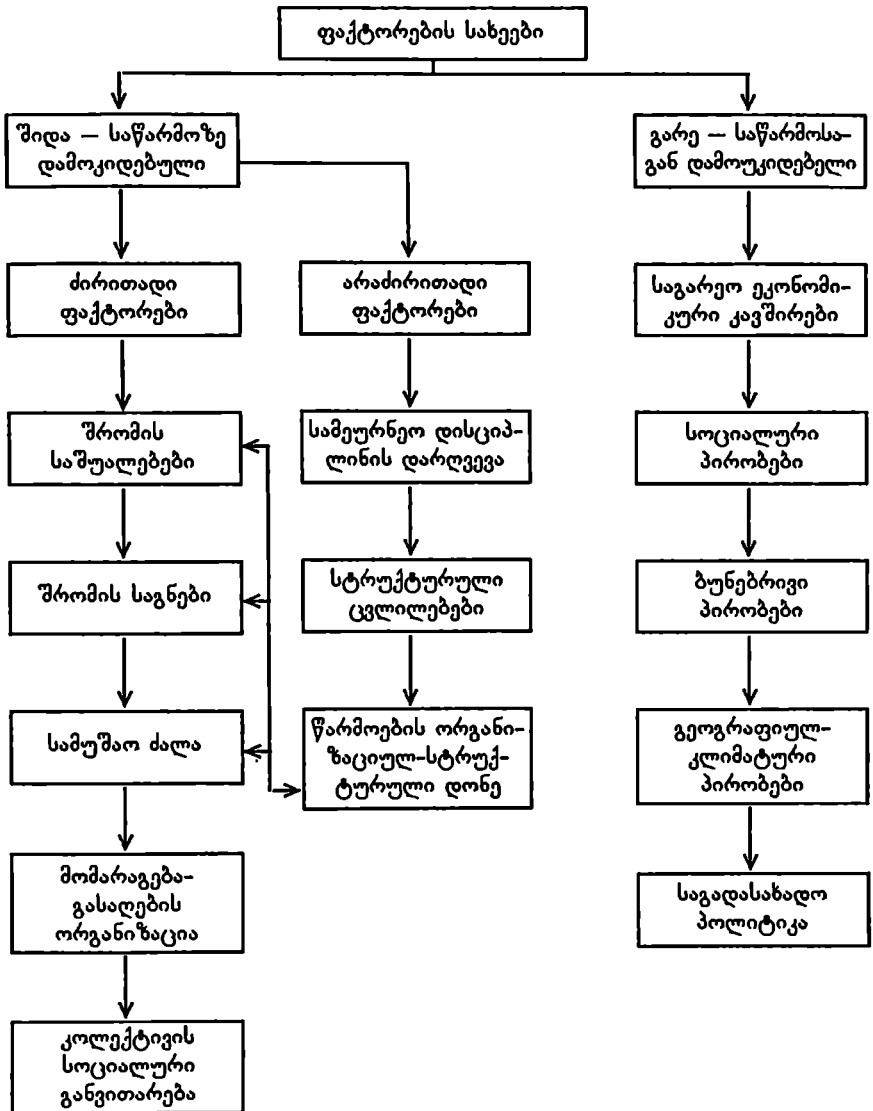 ფაქტორების სახეები
შიდა — საწარმოზე
დამოკიდებული
გარე — საწარმოსა-
გან დამოუკიდებელი
ძირითადი
ფაქტორები
არაძირითადი
ფაქტორები
საგარეო ეკონომი-
კური კავშირები
შრომის
საშუალებები
სამეურნეო დისციპ-
ლინის დარღვევა
სოციალური
პირობები
შრომის საგნები
სტრუქტურული
ცვლილებები
ბუნებრივი
პირობები
სამუშაო ძალა
წარმოების ორგანი-
ზაციულ-სტრუქ-
ტურული დონე
გეოგრაფიულ-
კლიმატური
პირობები
მომარაგება-
გასაღების
ორგანიზაცია
საგადასახადო
პოლიტიკა
კოლექტივის
სოციალური
განვითარება